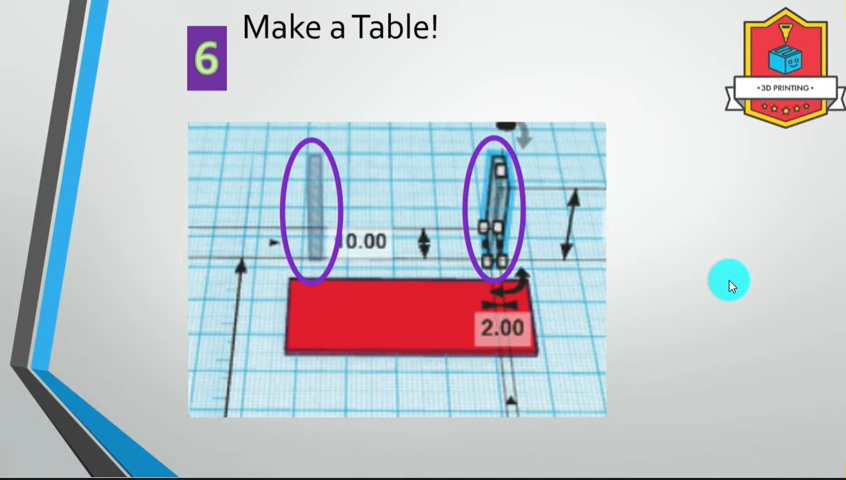 Make a Table!
6
• 3D PRINTING •
10.00
2.00